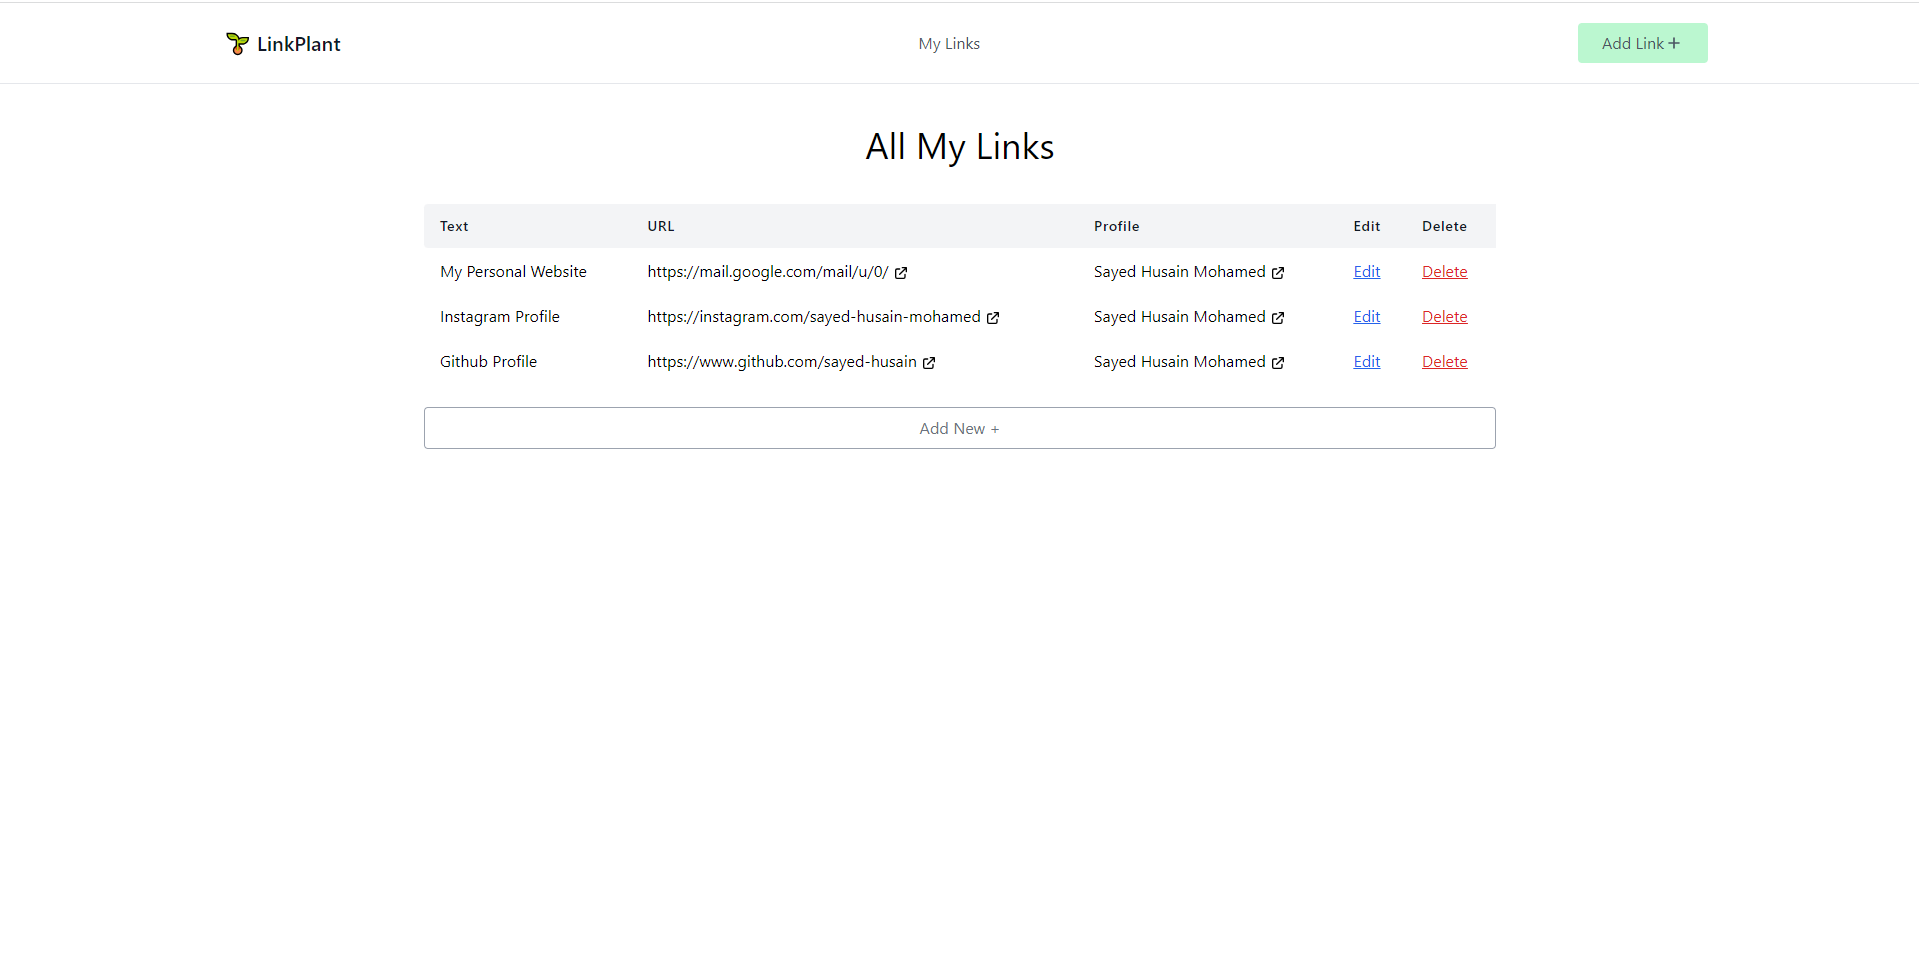 LinkPlant My Links Add Link +
All My Links
Text URL Profile Edit Delete
My Personal Website https://mail.google.com/mail/u/0/ Sayed Husain Mohamed Edit Delete
Instagram Profile https://instagram.com/sayed-husain-mohamed Sayed Husain Mohamed Edit Delete
Github Profile https://www.github.com/sayed-husain Sayed Husain Mohamed Edit Delete
Add New +